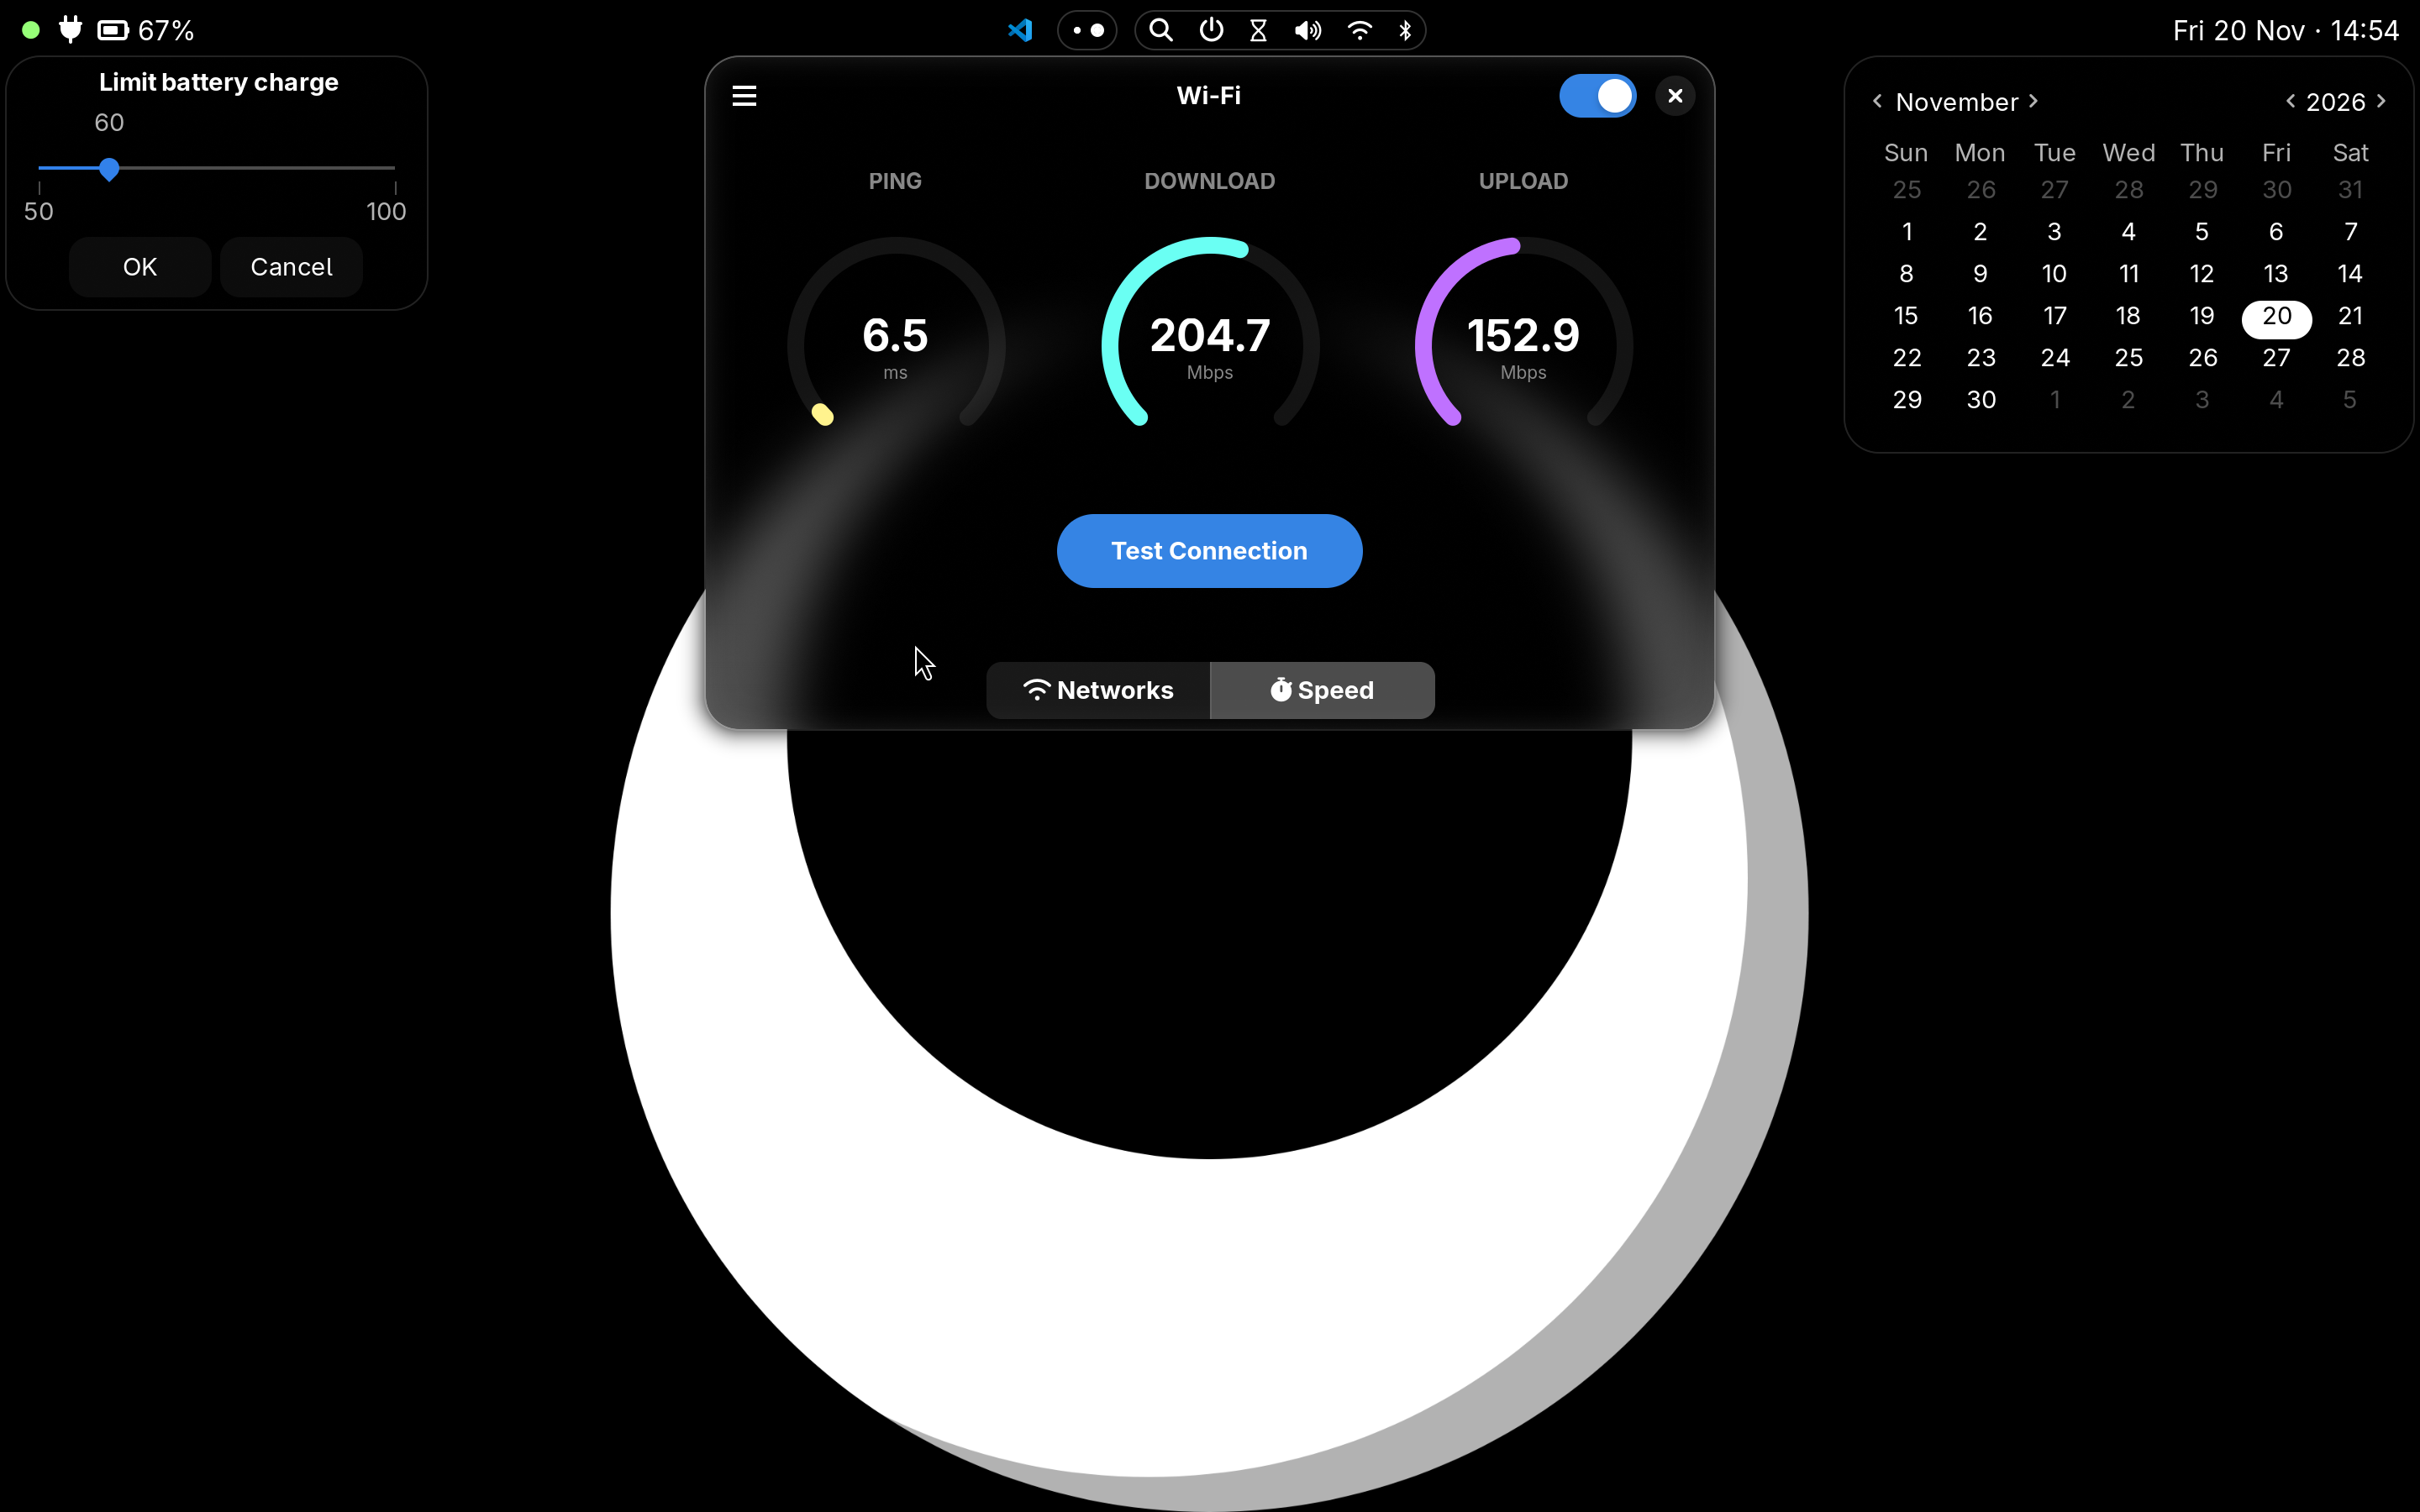 67%
Fri 20 Nov · 14:54
Limit battery charge
60
50 100
OK Cancel
Wi-Fi
PING DOWNLOAD UPLOAD
6.5 204.7 152.9
ms Mbps Mbps
Test Connection
Networks Speed
November 2026
Sun Mon Tue Wed Thu Fri Sat
25 26 27 28 29 30 31
1 2 3 4 5 6 7
8 9 10 11 12 13 14
15 16 17 18 19 20 21
22 23 24 25 26 27 28
29 30 1 2 3 4 5